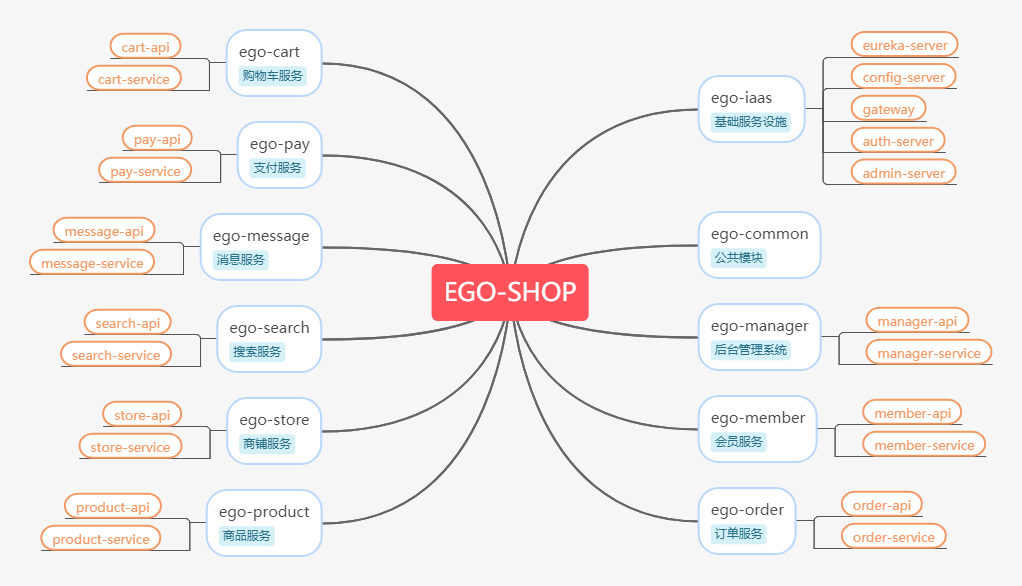 EGO-SHOP
ego-cart
购物车服务
cart-api
cart-service
ego-pay
支付服务
pay-api
pay-service
ego-message
消息服务
message-api
message-service
ego-search
搜索服务
search-api
search-service
ego-store
商铺服务
store-api
store-service
ego-product
商品服务
product-api
product-service
ego-iaas
基础服务设施
eureka-server
config-server
gateway
auth-server
admin-server
ego-common
公共模块
ego-manager
后台管理系统
manager-api
manager-service
ego-member
会员服务
member-api
member-service
ego-order
订单服务
order-api
order-service